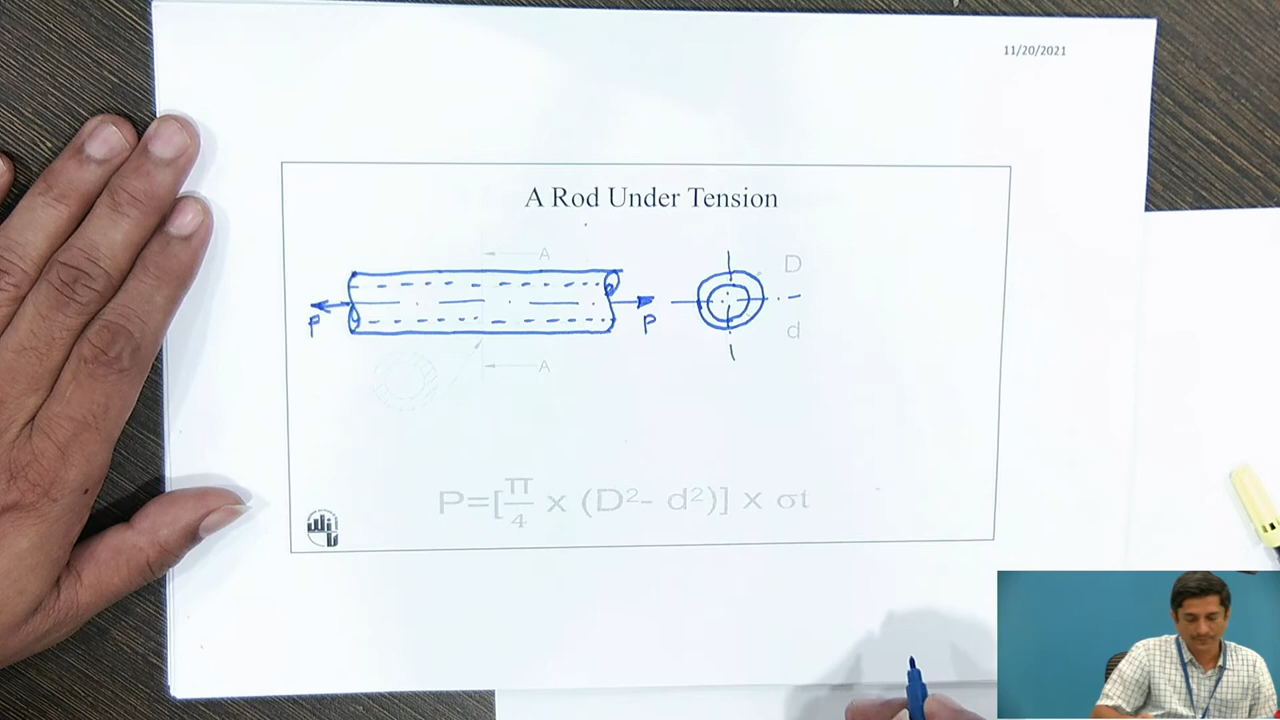 11/20/2021
A Rod Under Tension
A
D
P
P
d
A
P=[π/4 x (D²- d²)] x σt